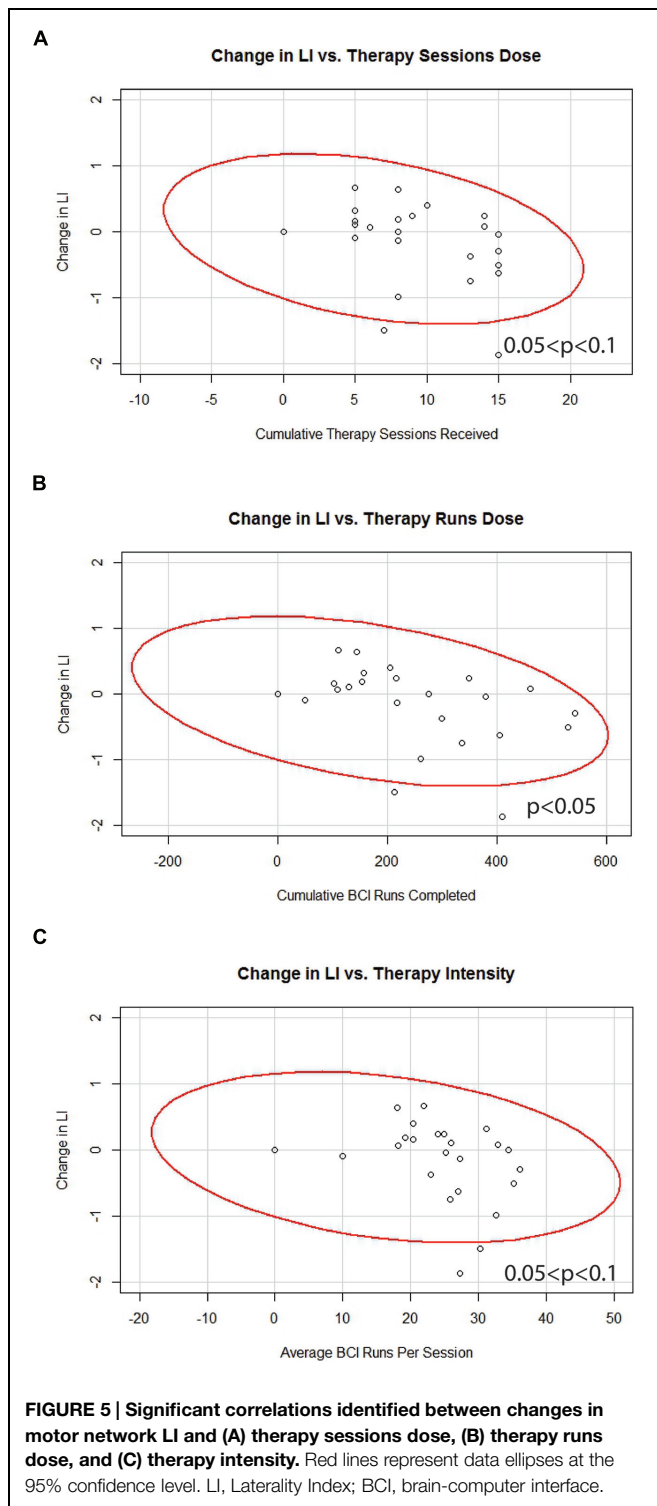 A
Change in LI vs. Therapy Sessions Dose
Change in LI
2
1
0
-1
-2
0.05<p<0.1
-10 -5 0 5 10 15 20
Cumulative Therapy Sessions Received
B
Change in LI vs. Therapy Runs Dose
Change in LI
2
1
0
-1
-2
p<0.05
-200 0 200 400 600
Cumulative BCI Runs Completed
C
Change in LI vs. Therapy Intensity
Change in LI
2
1
0
-1
-2
0.05<p<0.1
-20 -10 0 10 20 30 40 50
Average BCI Runs Per Session
FIGURE 5 | Significant correlations identified between changes in
motor network LI and (A) therapy sessions dose, (B) therapy runs
dose, and (C) therapy intensity. Red lines represent data ellipses at the
95% confidence level. LI, Laterality Index; BCI, brain-computer interface.